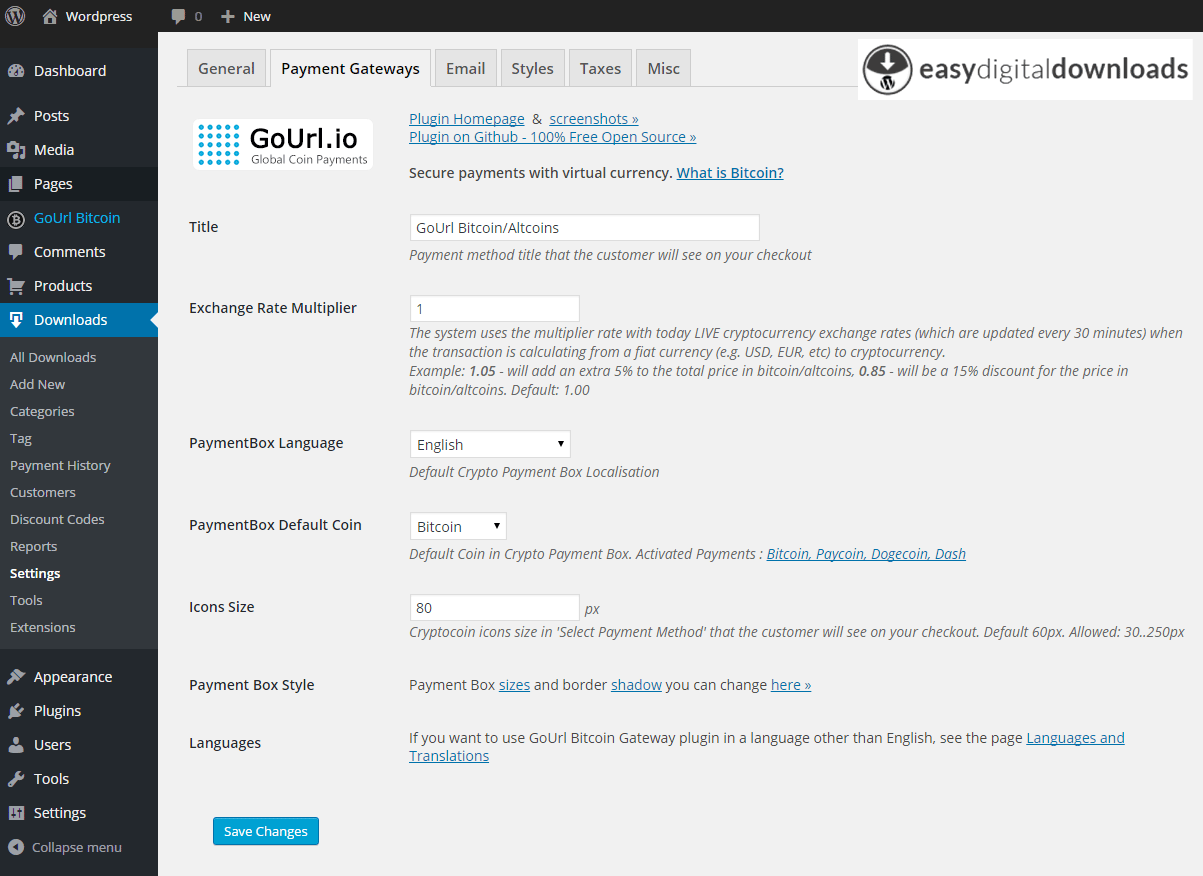 Wordpress
0
New
Dashboard
Posts
Media
Pages
GoUrl Bitcoin
Comments
Products
Downloads
All Downloads
Add New
Categories
Tag
Payment History
Customers
Discount Codes
Reports
Settings
Tools
Extensions
Appearance
Plugins
Users
Tools
Settings
Collapse menu
General
Payment Gateways
Email
Styles
Taxes
Misc
easydigitaldownloads
GoUrl.io
Global Coin Payments
Plugin Homepage & screenshots »
Plugin on Github - 100% Free Open Source »
Secure payments with virtual currency. What is Bitcoin?
Title
GoUrl Bitcoin/Altcoins
Payment method title that the customer will see on your checkout
Exchange Rate Multiplier
1
The system uses the multiplier rate with today LIVE cryptocurrency exchange rates (which are updated every 30 minutes) when
the transaction is calculating from a fiat currency (e.g. USD, EUR, etc) to cryptocurrency.
Example: 1.05 - will add an extra 5% to the total price in bitcoin/altcoins, 0.85 - will be a 15% discount for the price in
bitcoin/altcoins. Default: 1.00
PaymentBox Language
English
Default Crypto Payment Box Localisation
PaymentBox Default Coin
Bitcoin
Default Coin in Crypto Payment Box. Activated Payments : Bitcoin, Paycoin, Dogecoin, Dash
Icons Size
80 px
Cryptocoin icons size in 'Select Payment Method' that the customer will see on your checkout. Default 60px. Allowed: 30..250px
Payment Box Style
Payment Box sizes and border shadow you can change here »
Languages
If you want to use GoUrl Bitcoin Gateway plugin in a language other than English, see the page Languages and
Translations
Save Changes